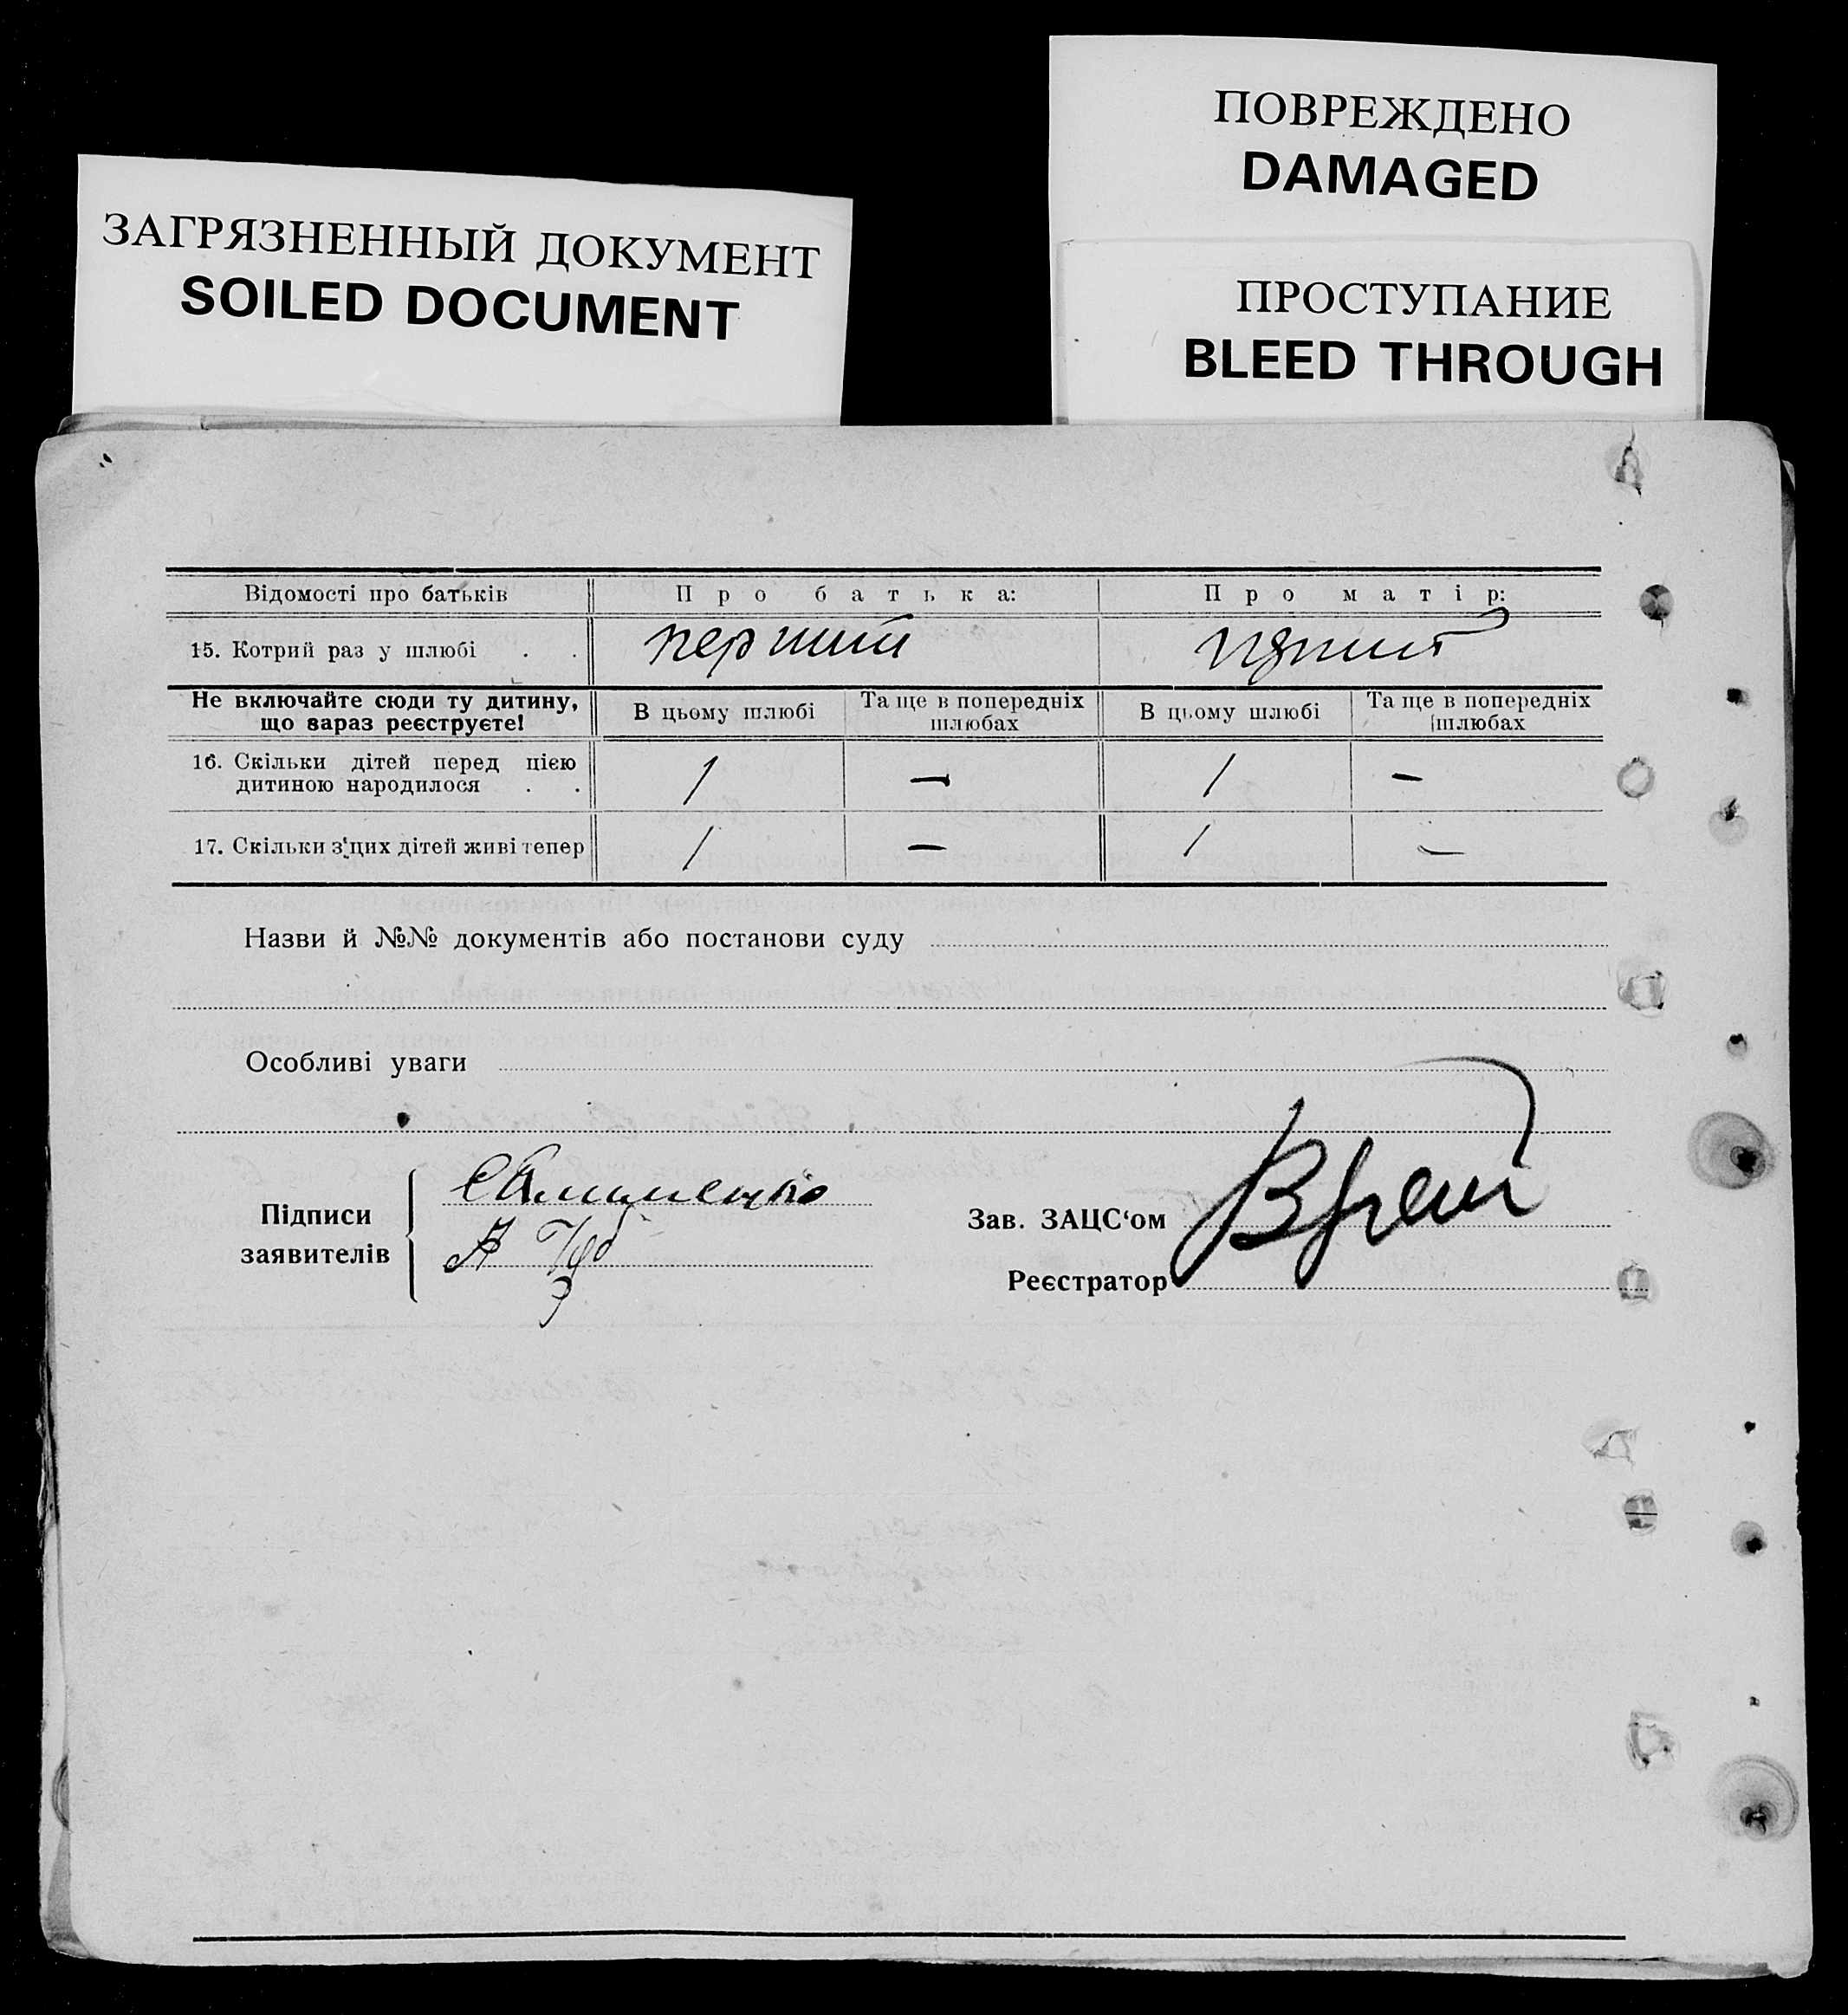 ПОВРЕЖДЕНО
DAMAGED
ЗАГРЯЗНЕННЫЙ ДОКУМЕНТ
SOILED DOCUMENT
ПРОСТУПАНИЕ
BLEED THROUGH
Відомості про батьків Про батька: Про матір:
15. Котрий раз у шлюбі . . перший
Не включайте сюди ту дитину, що зараз реєструєте! В цьому шлюбі Та ще в попередніх шлюбах В цьому шлюбі Та ще в попередніх шлюбах
16. Скільки дітей перед цією дитиною народилося . . 1 — 1 —
17. Скільки з цих дітей живі тепер 1 — 1 —
Назви й №№ документів або постанови суду
Особливі уваги
Підписи заявителів
Зав. ЗАЦС‘ом
Реєстратор